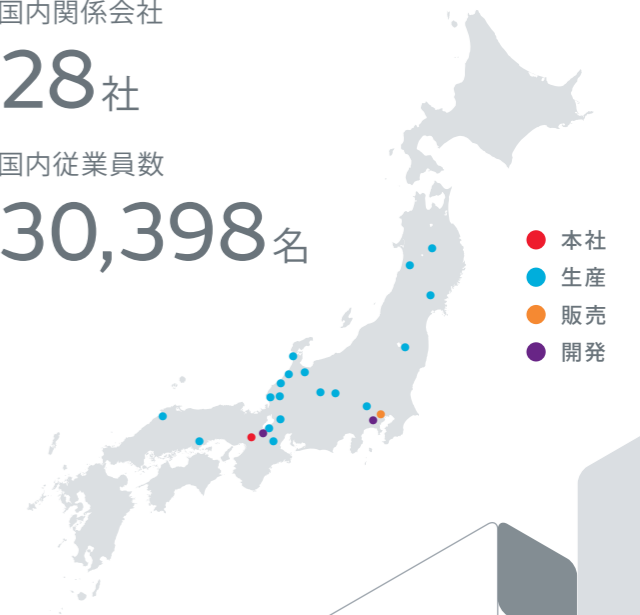 国内関係会社
28社
国内従業員数
30,398名
本社
生産
販売
開発